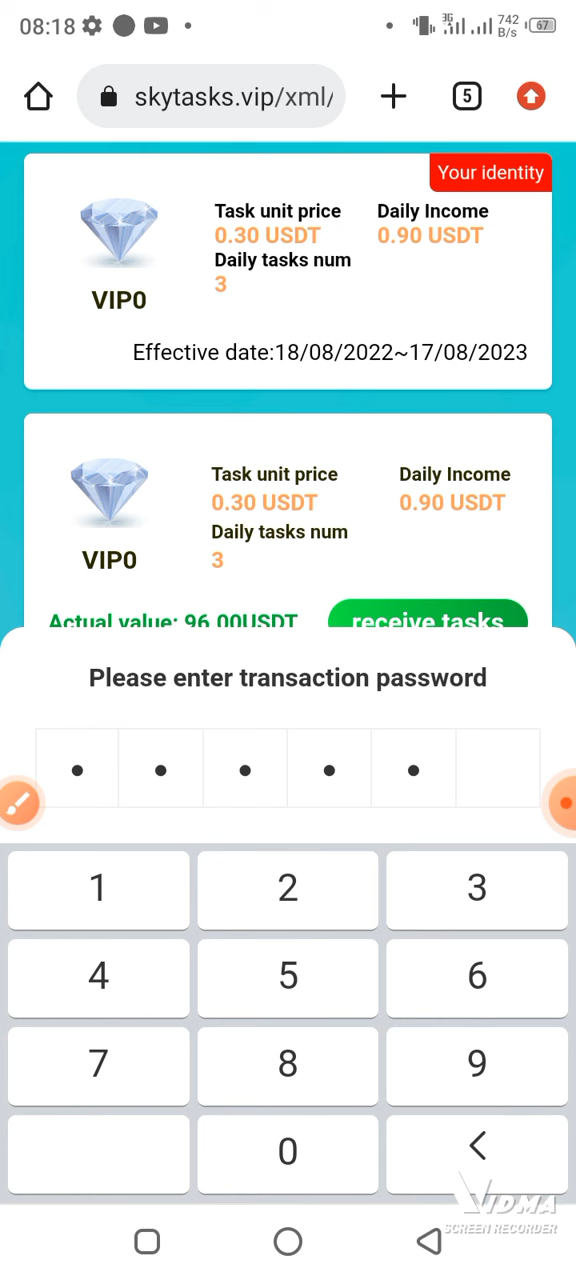 08:18 3G 742 B/s 67
skytasks.vip/xml/ 5
Your identity
Task unit price Daily Income
0.30 USDT 0.90 USDT
Daily tasks num
3
VIP0
Effective date:18/08/2022~17/08/2023
Task unit price Daily Income
0.30 USDT 0.90 USDT
Daily tasks num
3
VIP0
Actual value: 96.00USDT receive tasks
Please enter transaction password
1 2 3
4 5 6
7 8 9
0
VIDMA
SCREEN RECORDER